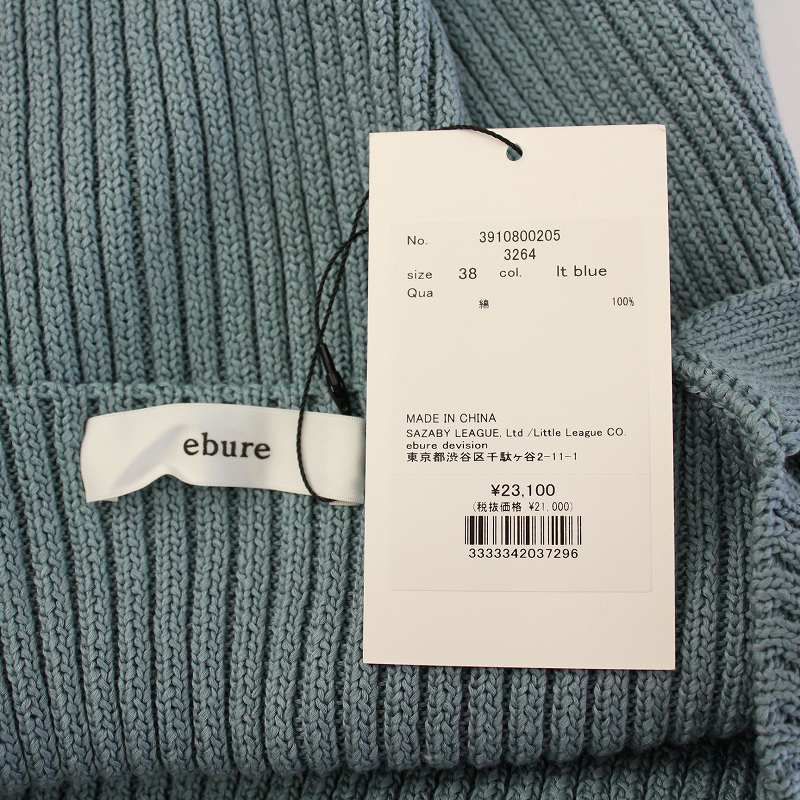 ebure
No. 3910800205
3264
size 38 col. lt blue
Qua 綿 100%
MADE IN CHINA
SAZABY LEAGUE, Ltd /Little League CO.
ebure devision
東京都渋谷区千駄ヶ谷2-11-1
¥23,100
(税抜価格 ¥21,000)
3333342037296